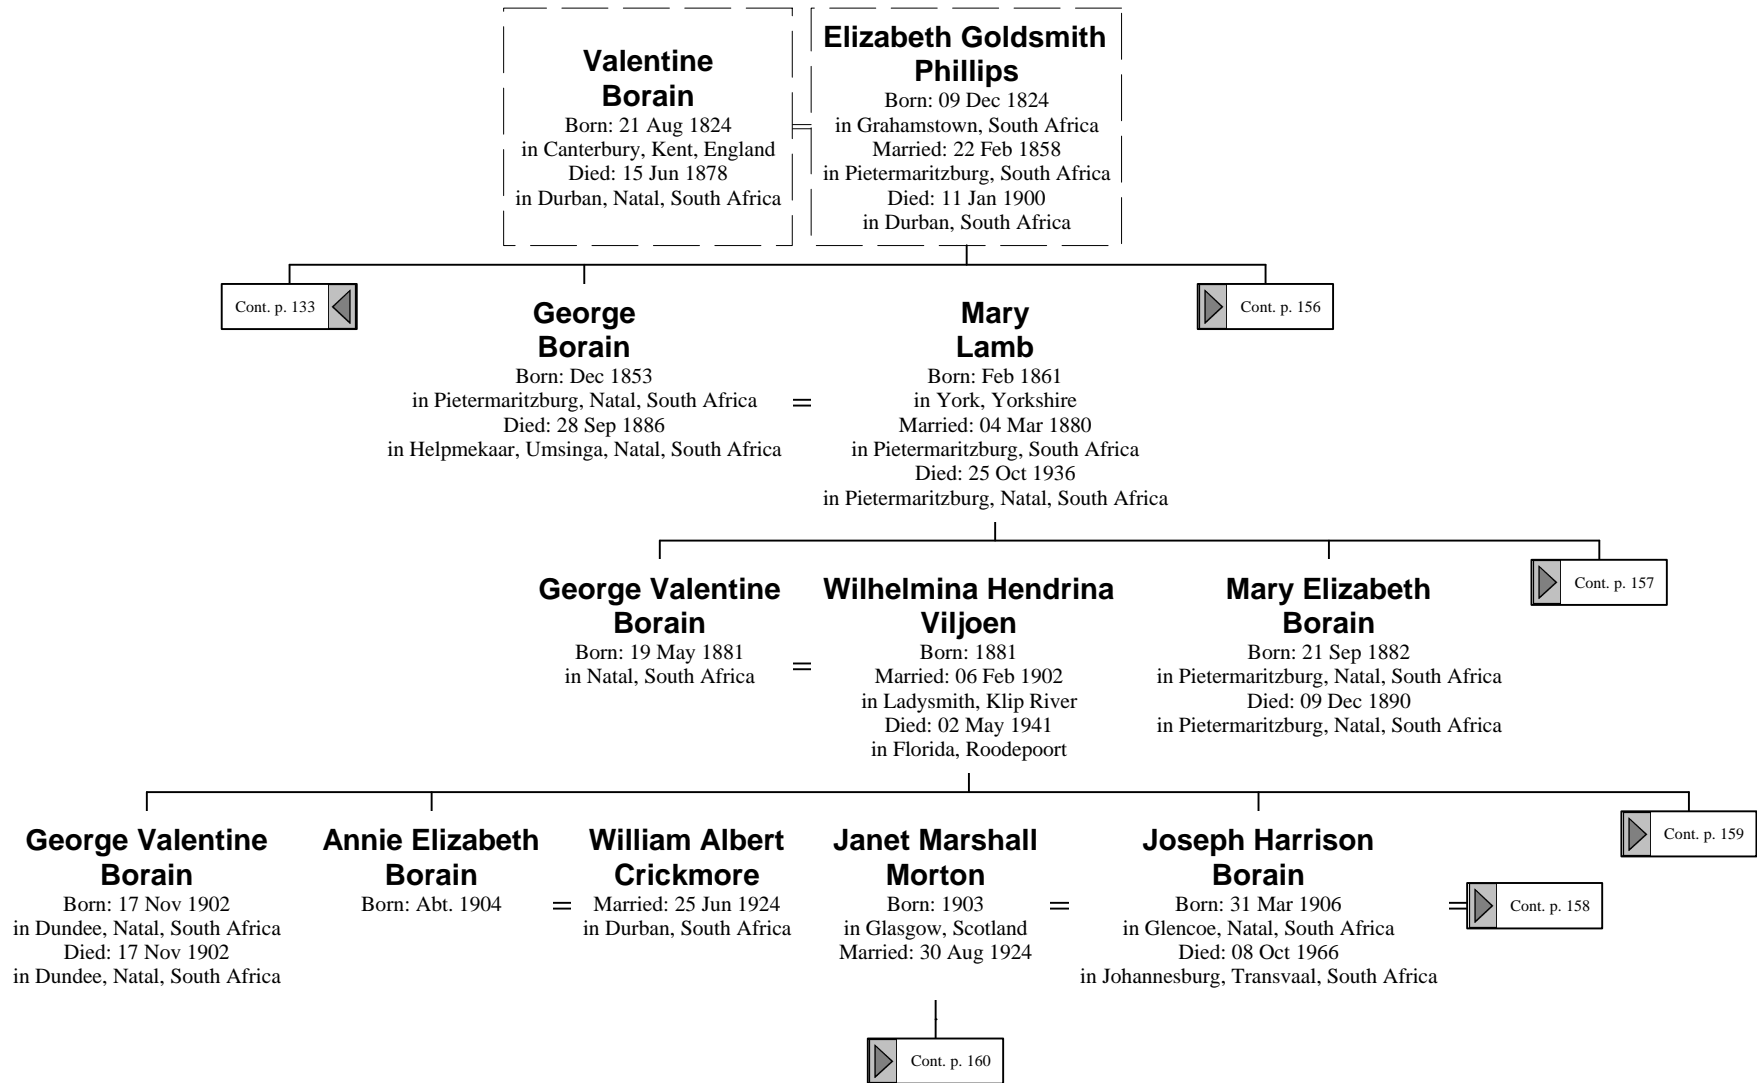 Valentine
Borain
Born: 21 Aug 1824
in Canterbury, Kent, England
Died: 15 Jun 1878
in Durban, Natal, South Africa
=
Elizabeth Goldsmith
Phillips
Born: 09 Dec 1824
in Grahamstown, South Africa
Married: 22 Feb 1858
in Pietermaritzburg, South Africa
Died: 11 Jan 1900
in Durban, South Africa
Cont. p. 133
George
Borain
Born: Dec 1853
in Pietermaritzburg, Natal, South Africa
Died: 28 Sep 1886
in Helpmekaar, Umsinga, Natal, South Africa
=
Mary
Lamb
Born: Feb 1861
in York, Yorkshire
Married: 04 Mar 1880
in Pietermaritzburg, South Africa
Died: 25 Oct 1936
in Pietermaritzburg, Natal, South Africa
Cont. p. 156
George Valentine
Borain
Born: 19 May 1881
in Natal, South Africa
=
Wilhelmina Hendrina
Viljoen
Born: 1881
Married: 06 Feb 1902
in Ladysmith, Klip River
Died: 02 May 1941
in Florida, Roodepoort
Mary Elizabeth
Borain
Born: 21 Sep 1882
in Pietermaritzburg, Natal, South Africa
Died: 09 Dec 1890
in Pietermaritzburg, Natal, South Africa
Cont. p. 157
George Valentine
Borain
Born: 17 Nov 1902
in Dundee, Natal, South Africa
Died: 17 Nov 1902
in Dundee, Natal, South Africa
Annie Elizabeth
Borain
Born: Abt. 1904
=
William Albert
Crickmore
Married: 25 Jun 1924
in Durban, South Africa
Janet Marshall
Morton
Born: 1903
in Glasgow, Scotland
Married: 30 Aug 1924
=
Joseph Harrison
Borain
Born: 31 Mar 1906
in Glencoe, Natal, South Africa
Died: 08 Oct 1966
in Johannesburg, Transvaal, South Africa
=
Cont. p. 158
Cont. p. 159
Cont. p. 160